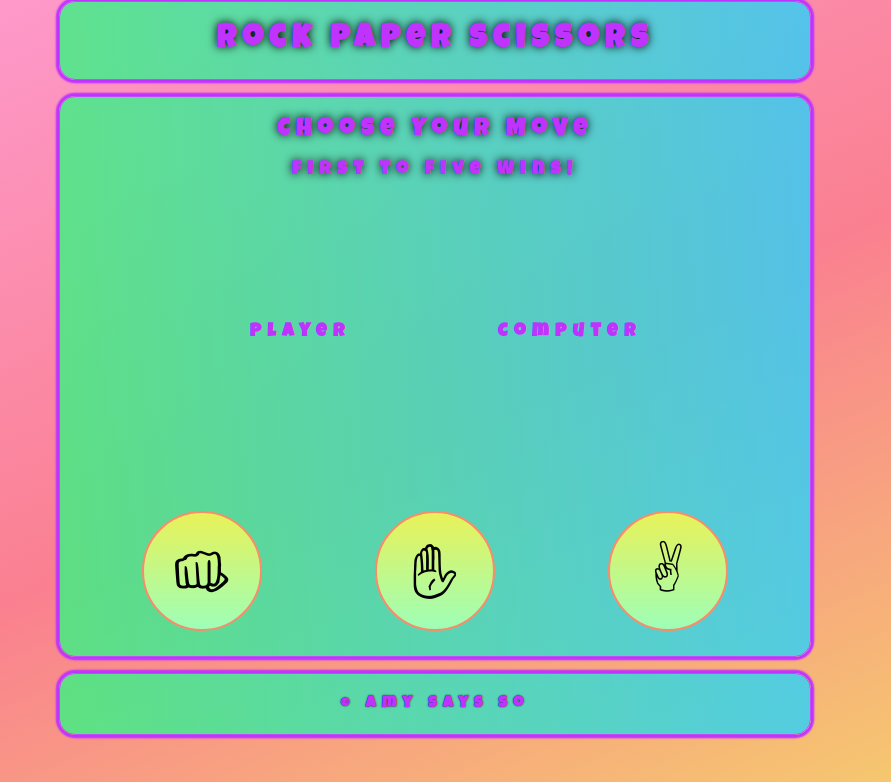 ROCK PAPER SCISSORS
CHOOSE YOUR MOVE
FIRST TO FIVE WINS!
PLAYER
COMPUTER
AMY SAYS SO